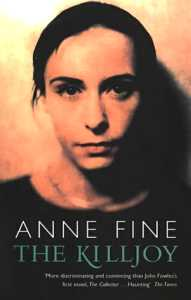 ANNE FINE
THE KILLJOY
'More discriminating and convincing than John Fowles's
first novel, The Collector ... Haunting' The Times